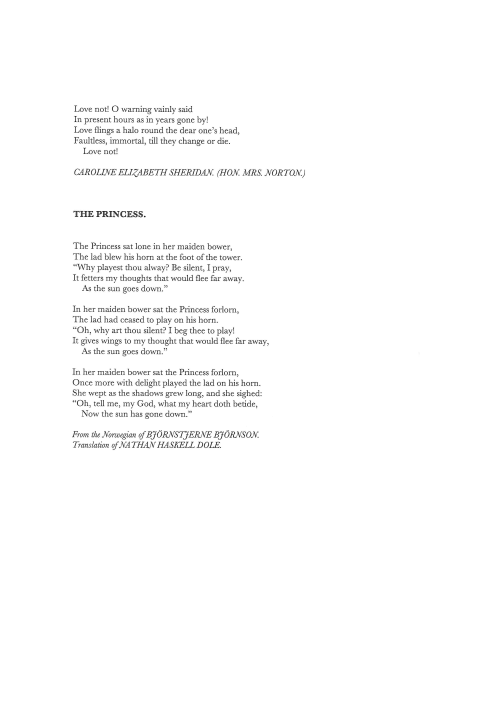 Love not! O warning vainly said
In present hours as in years gone by!
Love flings a halo round the dear one's head,
Faultless, immortal, till they change or die.
Love not!
CAROLINE ELIZABETH SHERIDAN. (HON. MRS. NORTON.)
THE PRINCESS.
The Princess sat lone in her maiden bower,
The lad blew his horn at the foot of the tower.
"Why playest thou alway? Be silent, I pray,
It fetters my thoughts that would flee far away.
As the sun goes down."
In her maiden bower sat the Princess forlorn,
The lad had ceased to play on his horn.
"Oh, why art thou silent? I beg thee to play!
It gives wings to my thought that would flee far away,
As the sun goes down."
In her maiden bower sat the Princess forlorn,
Once more with delight played the lad on his horn.
She wept as the shadows grew long, and she sighed:
"Oh, tell me, my God, what my heart doth betide,
Now the sun has gone down."
From the Norwegian of BJÖRNSTJERNE BJÖRNSON.
Translation of NATHAN HASKELL DOLE.